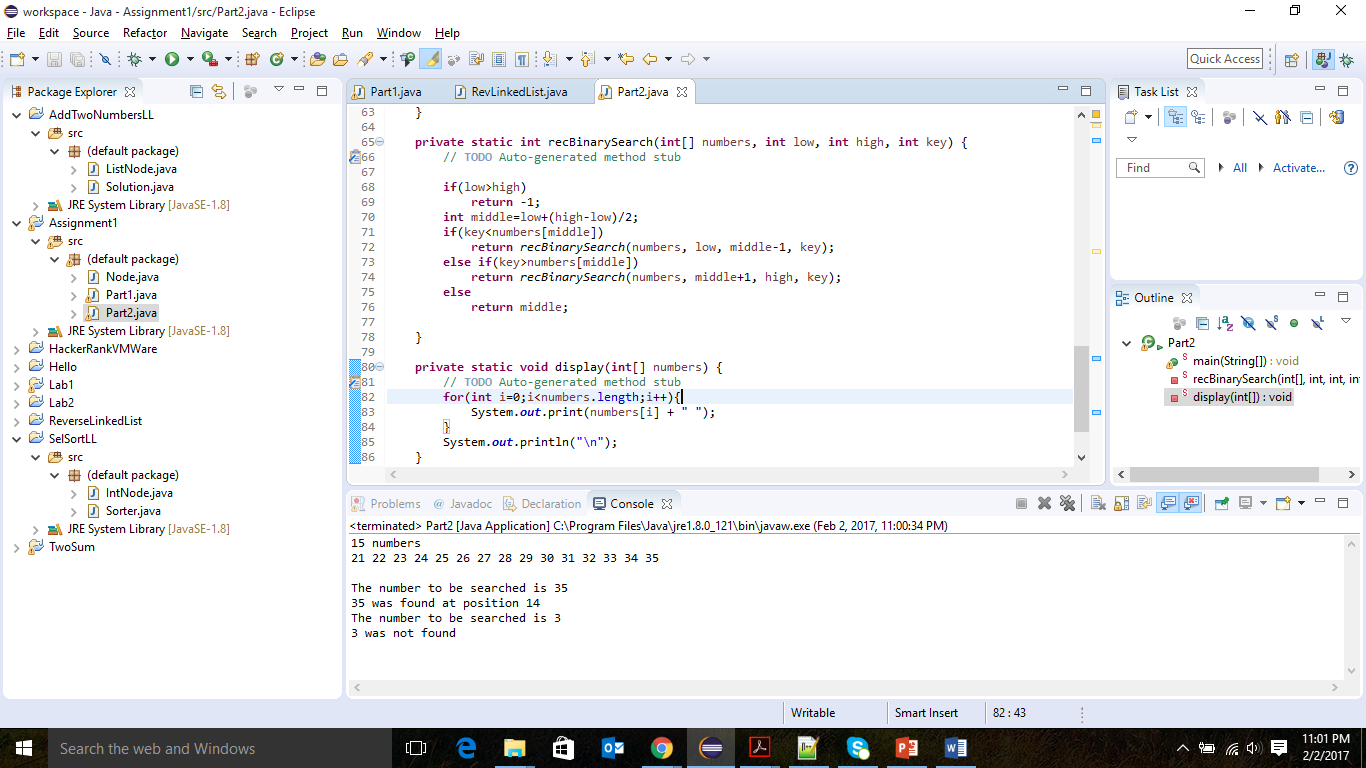 workspace - Java - Assignment1/src/Part2.java - Eclipse
File Edit Source Refactor Navigate Search Project Run Window Help
Quick Access
Package Explorer
AddTwoNumbersLL
src
(default package)
ListNode.java
Solution.java
JRE System Library [JavaSE-1.8]
Assignment1
src
(default package)
Node.java
Part1.java
Part2.java
JRE System Library [JavaSE-1.8]
HackerRankVMWare
Hello
Lab1
Lab2
ReverseLinkedList
SelSortLL
src
(default package)
IntNode.java
Sorter.java
JRE System Library [JavaSE-1.8]
TwoSum
Part1.java RevLinkedList.java Part2.java
63 }
64
65 private static int recBinarySearch(int[] numbers, int low, int high, int key) {
66 // TODO Auto-generated method stub
67
68 if(low>high)
69 return -1;
70 int middle=low+(high-low)/2;
71 if(key<numbers[middle])
72 return recBinarySearch(numbers, low, middle-1, key);
73 else if(key>numbers[middle])
74 return recBinarySearch(numbers, middle+1, high, key);
75 else
76 return middle;
77
78 }
79
80 private static void display(int[] numbers) {
81 // TODO Auto-generated method stub
82 for(int i=0;i<numbers.length;i++){
83 System.out.print(numbers[i] + " ");
84 }
85 System.out.println("\n");
86 }
Task List
Find All Activate...
Outline
Part2
main(String[]) : void
recBinarySearch(int[], int, int, int
display(int[]) : void
Problems @ Javadoc Declaration Console
<terminated> Part2 [Java Application] C:\Program Files\Java\jre1.8.0_121\bin\javaw.exe (Feb 2, 2017, 11:00:34 PM)
15 numbers
21 22 23 24 25 26 27 28 29 30 31 32 33 34 35
The number to be searched is 35
35 was found at position 14
The number to be searched is 3
3 was not found
Writable Smart Insert 82 : 43
Search the web and Windows
11:01 PM
2/2/2017